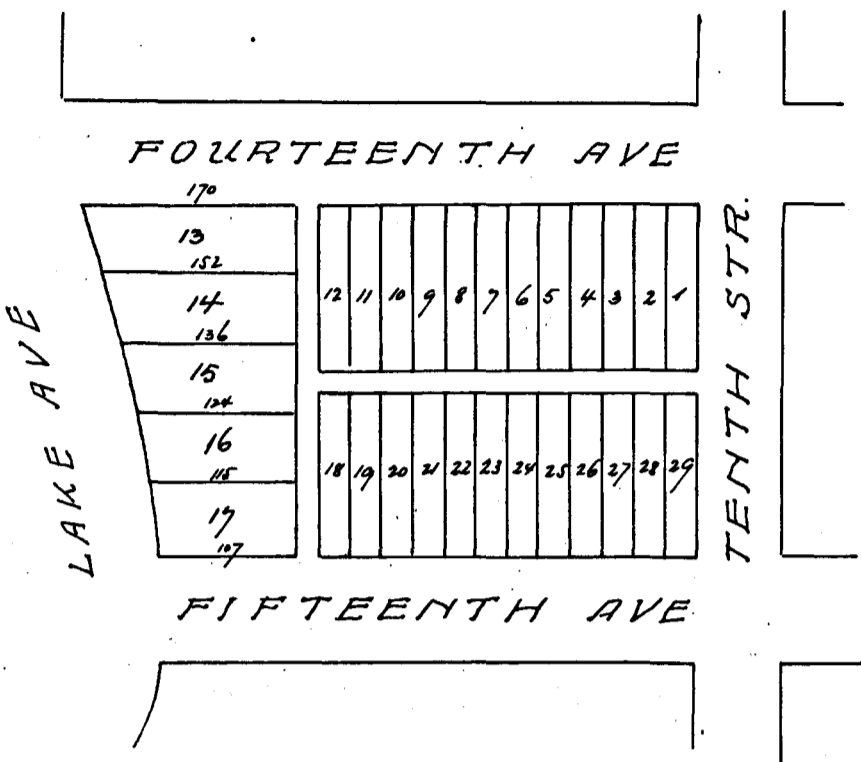 FOURTEENTH AVE
170
13
152
14
136
15
124
16
115
17
107
12 11 10 9 8 7 6 5 4 3 2 1
18 19 20 21 22 23 24 25 26 27 28 29
LAKE AVE
TENTH STR.
FIFTEENTH AVE